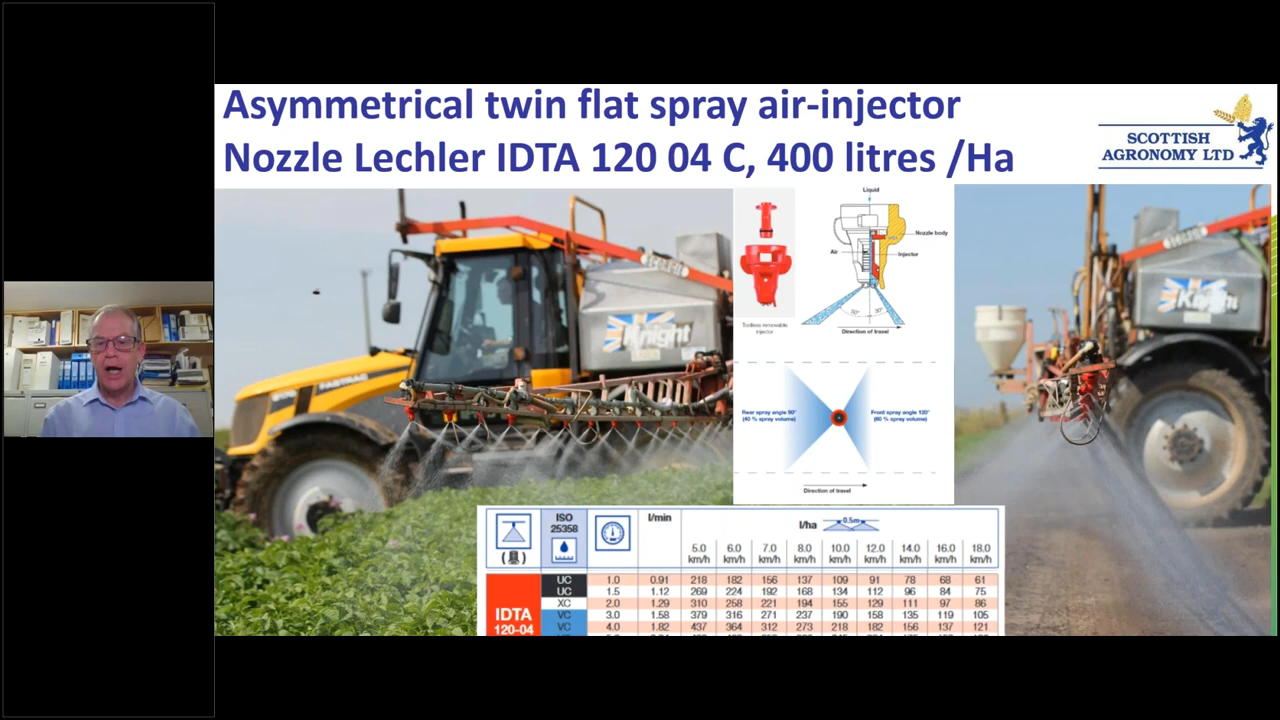 Asymmetrical twin flat spray air-injector
Nozzle Lechler IDTA 120 04 C, 400 litres /Ha
SCOTTISH
AGRONOMY LTD
FASTRAC
Knight
Knight
Liquid
Nozzle body
Air
Injector
50° 30°
Direction of travel
Toolless removable
injector
Rear spray angle 90°
(40 % spray volume)
Front spray angle 120°
(60 % spray volume)
Direction of travel
ISO
25358
l/min
l/ha
0.5m
5.0 6.0 7.0 8.0 10.0 12.0 14.0 16.0 18.0
km/h km/h km/h km/h km/h km/h km/h km/h km/h
UC 1.0 0.91 218 182 156 137 109 91 78 68 61
UC 1.5 1.12 269 224 192 168 134 112 96 84 75
XC 2.0 1.29 310 258 221 194 155 129 111 97 86
VC 3.0 1.58 379 316 271 237 190 158 135 119 105
VC 4.0 1.82 437 364 312 273 218 182 156 137 121
IDTA
120-04